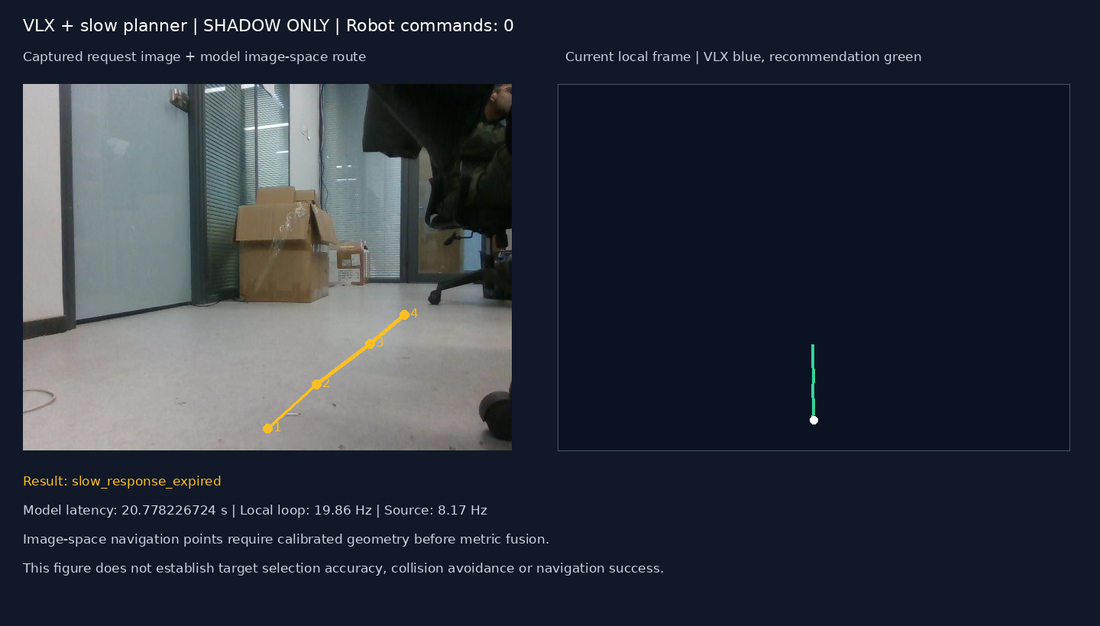 VLX + slow planner | SHADOW ONLY | Robot commands: 0
Captured request image + model image-space route
Current local frame | VLX blue, recommendation green
4
3
2
1
Result: slow_response_expired
Model latency: 20.778226724 s | Local loop: 19.86 Hz | Source: 8.17 Hz
Image-space navigation points require calibrated geometry before metric fusion.
This figure does not establish target selection accuracy, collision avoidance or navigation success.